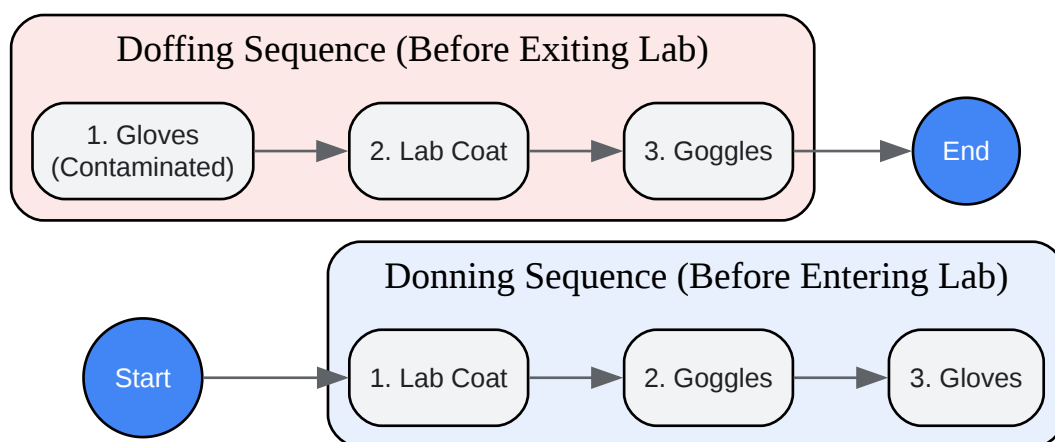 Doffing Sequence (Before Exiting Lab)
1. Gloves
(Contaminated)
2. Lab Coat
3. Goggles
End
Donning Sequence (Before Entering Lab)
Start
1. Lab Coat
2. Goggles
3. Gloves